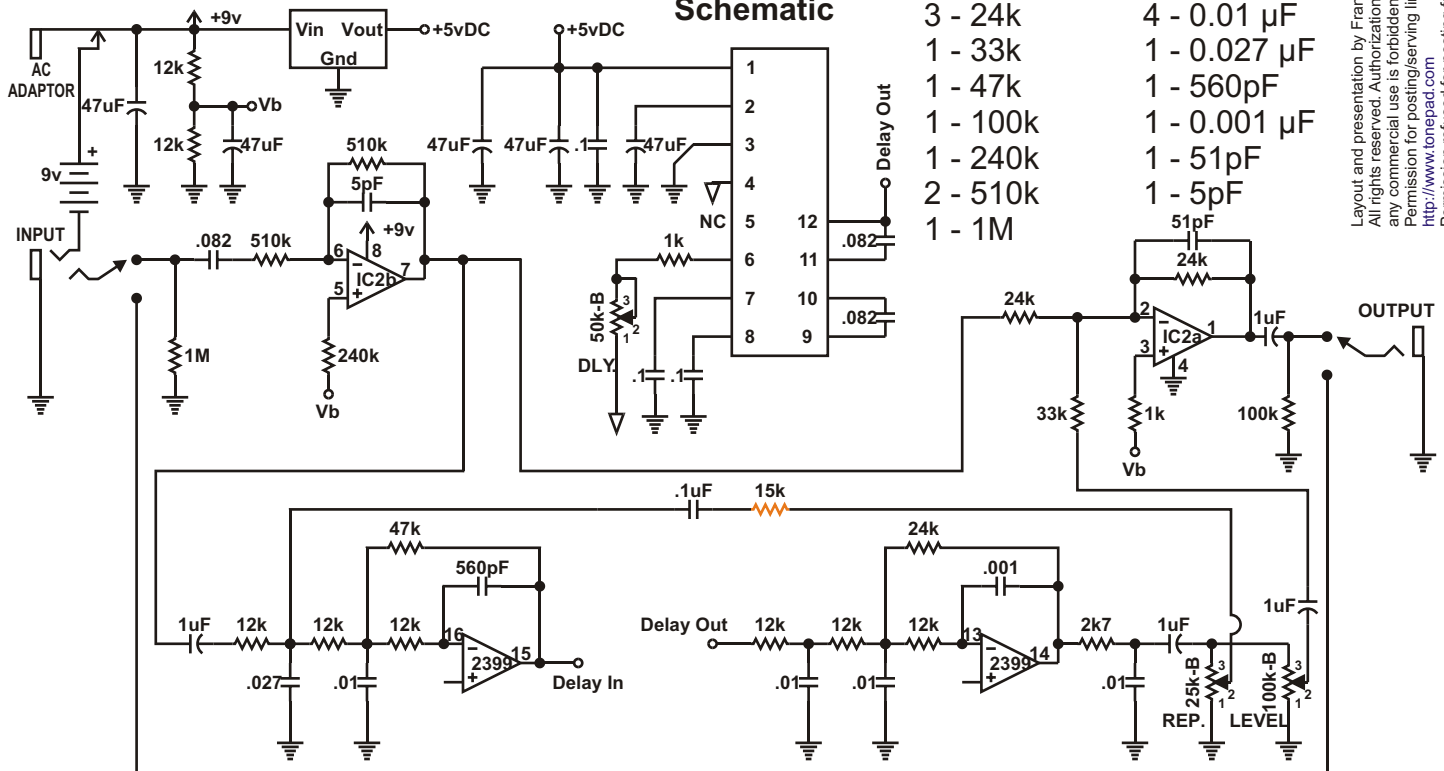 Schematic
+9v
AC
ADAPTOR
Vin Vout
Gnd
+5vDC
12k
47uF
Vb
12k
47uF
9v
+
INPUT
.082
510k
1M
510k
5pF
+9v
6
8
7
5
IC2b
240k
Vb
+5vDC
47uF
47uF
.1
47uF
1
2
3
4
5
6
7
8
12
11
10
9
NC
Delay Out
.082
.082
1k
50k-B
3
2
1
DLY.
.1
.1
3 - 24k
1 - 33k
1 - 47k
1 - 100k
1 - 240k
2 - 510k
1 - 1M
4 - 0.01 µF
1 - 0.027 µF
1 - 560pF
1 - 0.001 µF
1 - 51pF
1 - 5pF
Layout and presentation by Fran
All rights reserved. Authorization
any commercial use is forbidden
Permission for posting/serving
http://www.tonepad.com
51pF
24k
24k
2
1
3
4
IC2a
1uF
OUTPUT
33k
1k
Vb
100k
.1uF
15k
47k
560pF
1uF
12k
12k
12k
16
15
2399
Delay In
.027
.01
24k
.001
Delay Out
12k
12k
12k
13
14
2399
2k7
1uF
1uF
.01
.01
.01
25k-B
3
2
1
REP.
100k-B
3
2
1
LEVEL